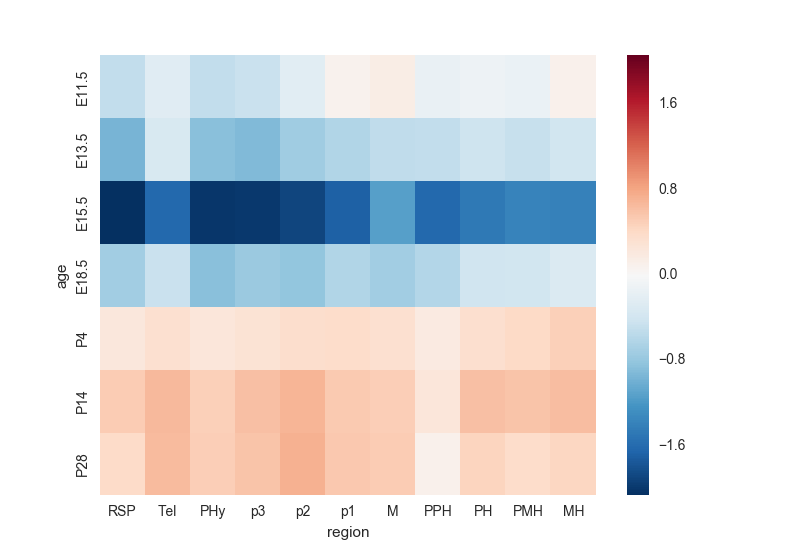 E11.5
E13.5
E15.5
E18.5
P4
P14
P28
age
RSP Tel PHy p3 p2 p1 M PPH PH PMH MH
region
1.6
0.8
0.0
−0.8
−1.6